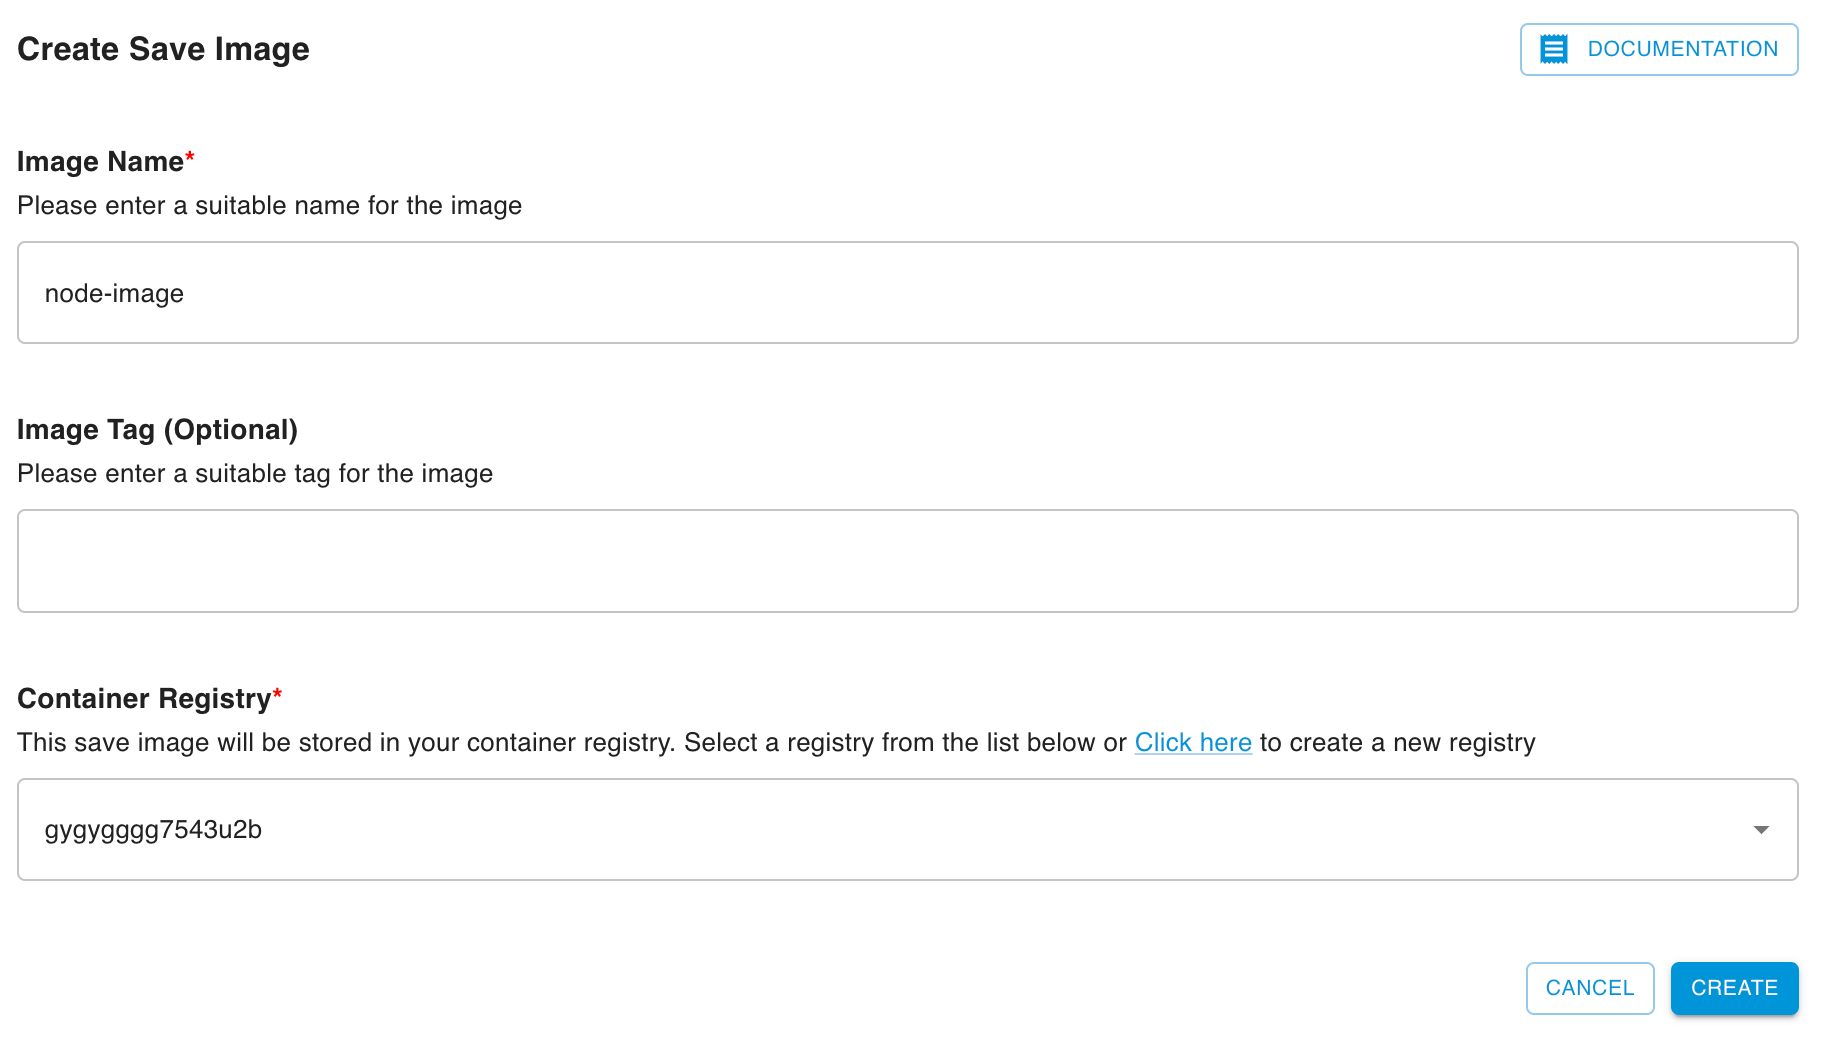 Create Save Image
DOCUMENTATION
Image Name*
Please enter a suitable name for the image
node-image
Image Tag (Optional)
Please enter a suitable tag for the image
Container Registry*
This save image will be stored in your container registry. Select a registry from the list below or Click here to create a new registry
gygygggg7543u2b
CANCEL
CREATE